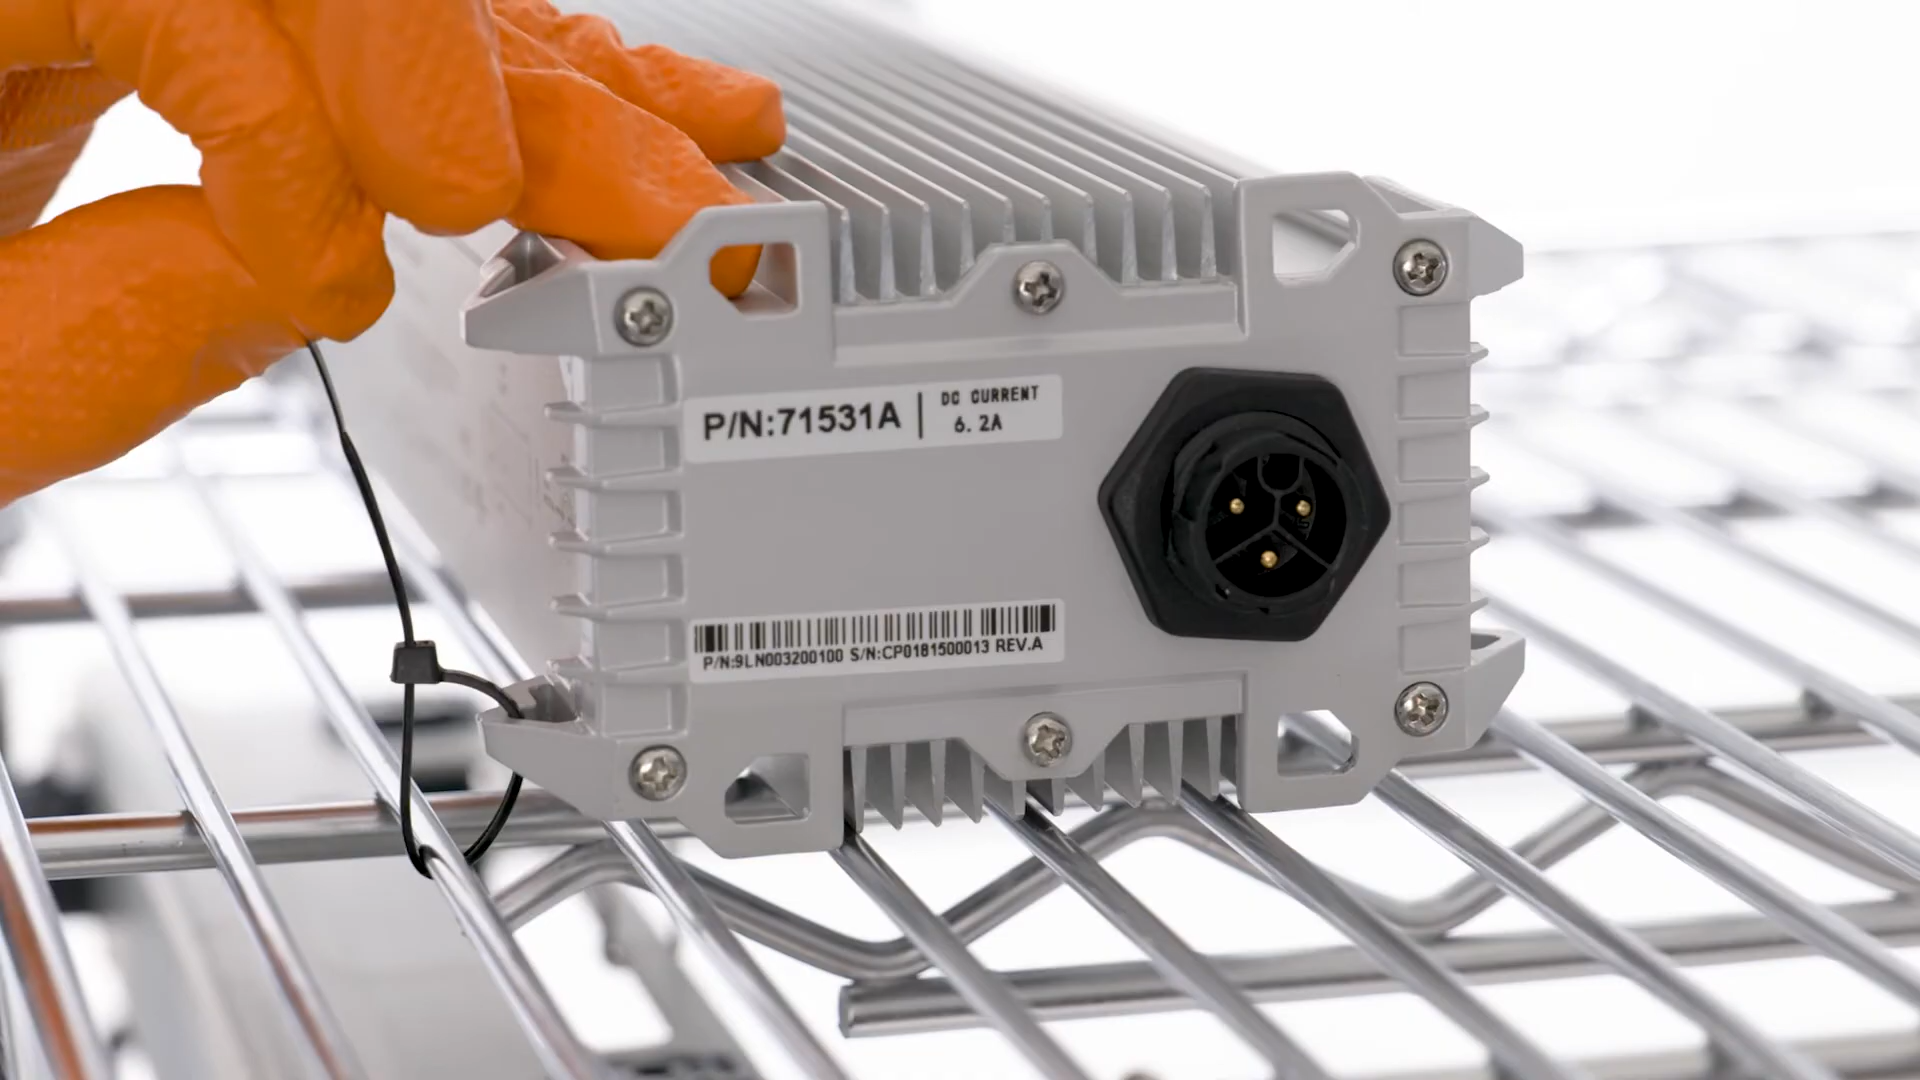 P/N:71531A | DC CURRENT
6.2A
P/N:9LN003200100 S/N:CP0181500013 REV.A